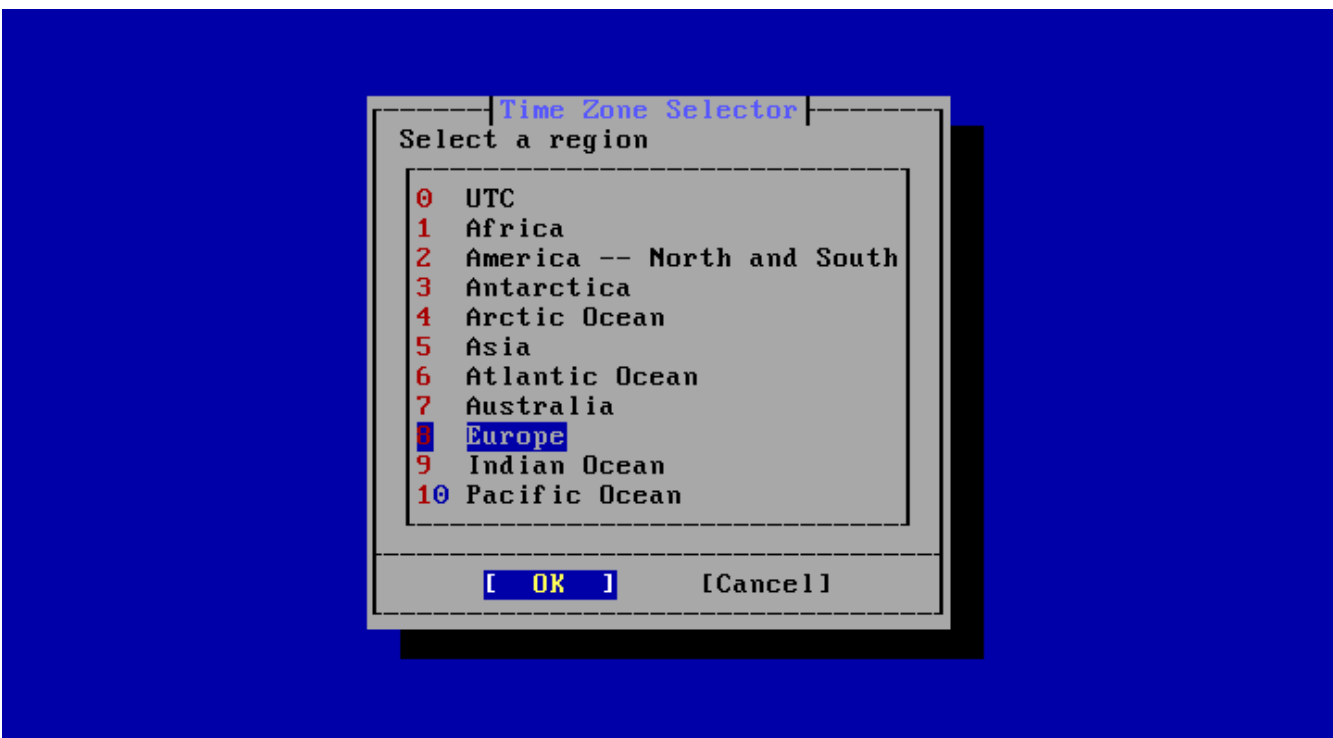 Time Zone Selector
Select a region
0 UTC
1 Africa
2 America -- North and South
3 Antarctica
4 Arctic Ocean
5 Asia
6 Atlantic Ocean
7 Australia
8 Europe
9 Indian Ocean
10 Pacific Ocean
[ OK ] [Cancel]